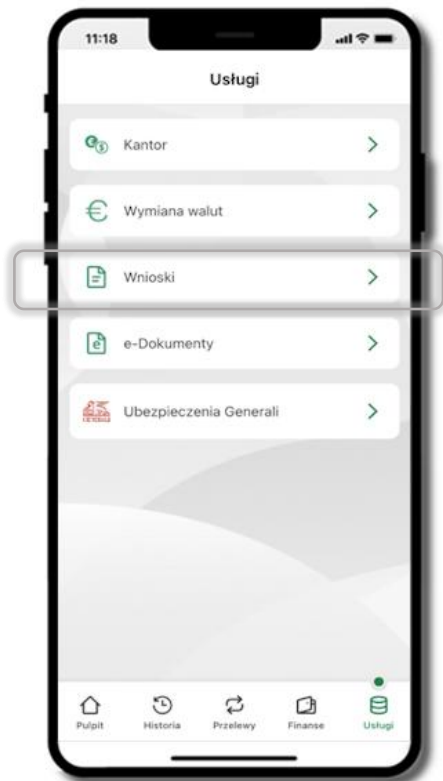 11:18
Usługi
Kantor
Wymiana walut
Wnioski
e-Dokumenty
Ubezpieczenia Generali
Pulpit Historia Przelewy Finanse Usługi